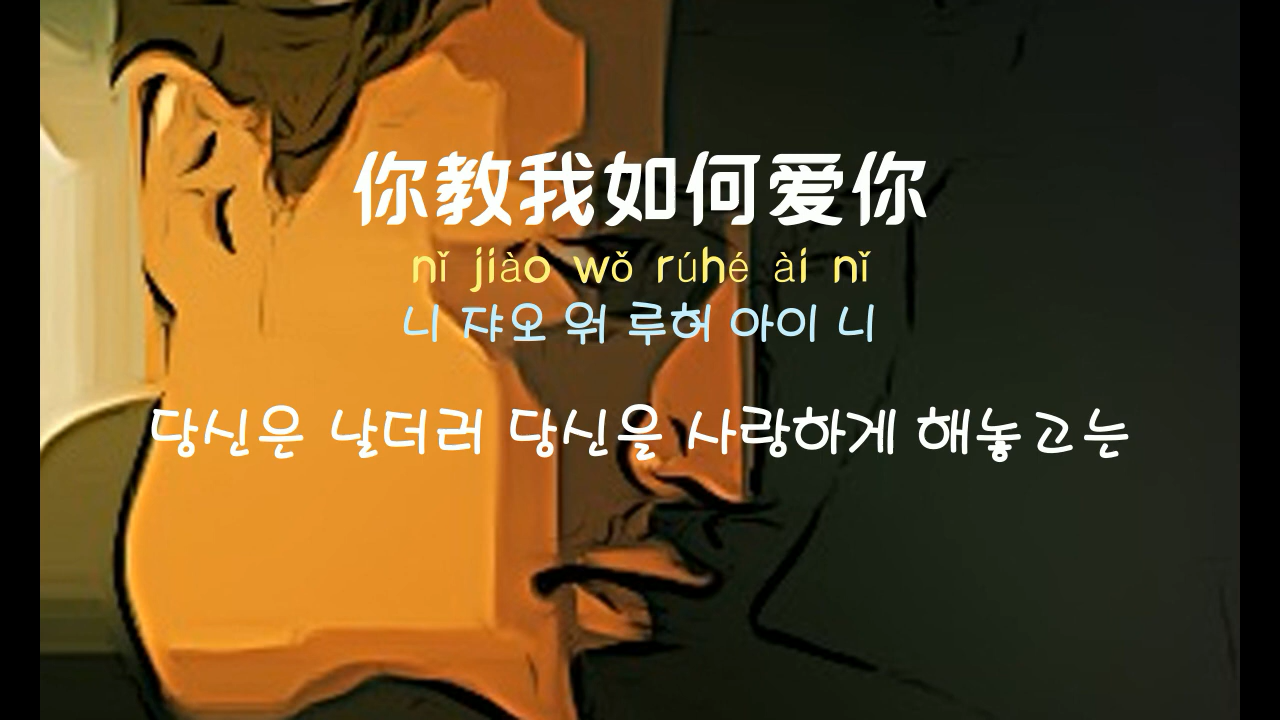 你教我如何爱你
nǐ jiào wǒ rúhé ài nǐ
니 쟈오 워 루허 아이 니
당신은 날더러 당신을 사랑하게 해놓고는